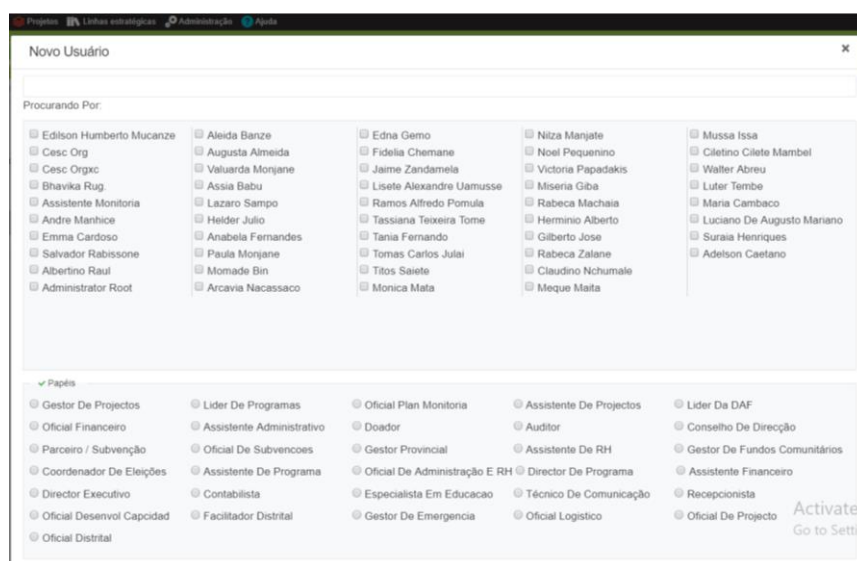 Projetos Linhas estratégicas Administração Ajuda
Novo Usuário ×
Procurando Por:
Edilson Humberto Mucanze Aleida Banze Edna Gemo Nilza Manjate Mussa Issa
Cesc Org Augusta Almeida Fidelia Chemane Noel Pequenino Ciletino Cilete Mambel
Cesc Orgxc Valuarda Monjane Jaime Zandamela Victoria Papadakis Walter Abreu
Bhavika Rug. Assia Babu Lisete Alexandre Uamusse Miseria Giba Luter Tembe
Assistente Monitoria Lazaro Sampo Ramos Alfredo Pomula Rabeca Machaia Maria Cambaco
Andre Manhice Helder Julio Tassiana Teixeira Tome Herminio Alberto Luciano De Augusto Mariano
Emma Cardoso Anabela Fernandes Tania Fernando Gilberto Jose Suraia Henriques
Salvador Rabissone Paula Monjane Tomas Carlos Julai Rabeca Zalane Adelson Caetano
Albertino Raul Momade Bin Titos Saiete Claudino Nchumale
Administrator Root Arcavia Nacassaco Monica Mata Meque Maita
Papéis
Gestor De Projectos Lider De Programas Oficial Plan Monitoria Assistente De Projectos Lider Da DAF
Oficial Financeiro Assistente Administrativo Doador Auditor Conselho De Direcção
Parceiro / Subvenção Oficial De Subvencoes Gestor Provincial Assistente De RH Gestor De Fundos Comunitários
Coordenador De Eleições Assistente De Programa Oficial De Administração E RH Director De Programa Assistente Financeiro
Director Executivo Contabilista Especialista Em Educacao Técnico De Comunicação Recepcionista
Oficial Desenvol Capcidad Facilitador Distrital Gestor De Emergencia Oficial Logistico Oficial De Projecto
Oficial Distrital
Activate
Go to Setti